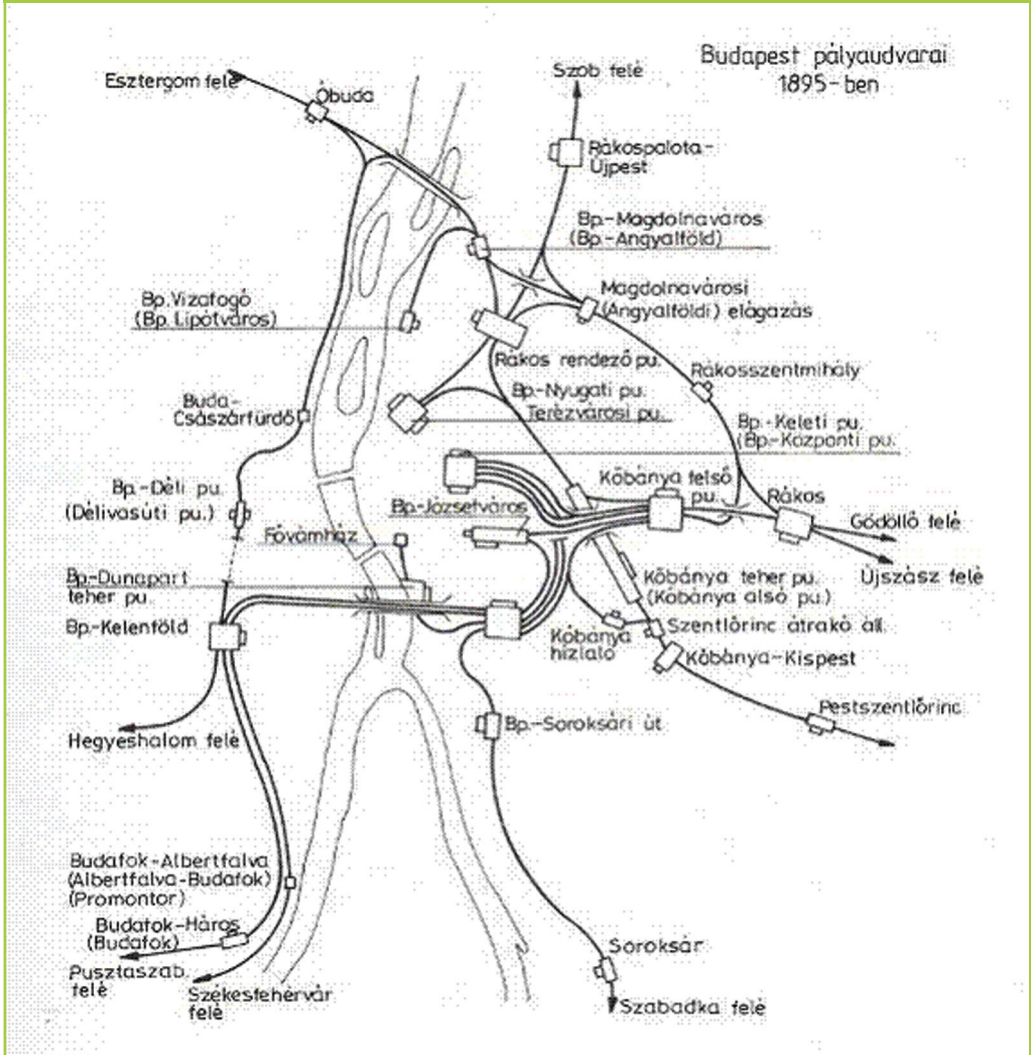 Budapest pályaudvarai
1895-ben
Esztergom felé
Óbuda
Szob felé
Rákospalota-
Újpest
Bp.-Magdolnaváros
(Bp.-Angyalföld)
Magdolnavárosi
(Angyalföldi) elágazás
Bp. Vizafogó
(Bp. Lipótváros)
Rákos rendező pu.
Rákosszentmihály
Bp.-Nyugati pu.
Terézvárosi pu.
Buda-
Császárfürdő
Bp.-Keleti pu.
(Bp.-Központi pu.
Kőbánya felső
pu.
Rákos
Gödöllő felé
Újszász felé
Bp.-Déli pu.
(Délivasúti pu.)
Bp.-Józsefváros
Fővámház
Bp.-Dunapart
teher pu.
Kőbánya teher pu.
(Kőbánya alsó pu.)
Bp.-Kelenföld
Kőbánya
hizlaló
Szentlőrinc átrakó áll.
Kőbánya-Kispest
Pestszentlőrinc
Bp.-Soroksári út
Hegyeshalom felé
Budafok-Albertfalva
(Albertfalva-Budafok)
(Promontor)
Budafok-Háros
(Budafok)
Pusztaszab.
felé
Székesfehérvár
felé
Soroksár
Szabadka felé